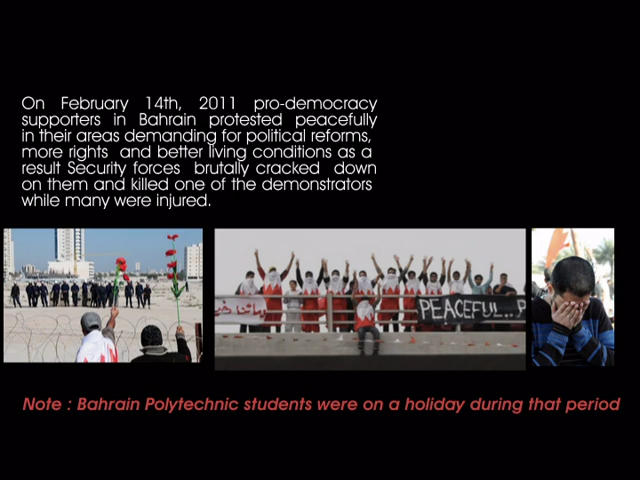 On February 14th, 2011 pro-democracy
supporters in Bahrain protested peacefully
in their areas demanding for political reforms,
more rights and better living conditions as a
result Security forces brutally cracked down
on them and killed one of the demonstrators
while many were injured.
PEACEFUL..
Note : Bahrain Polytechnic students were on a holiday during that period